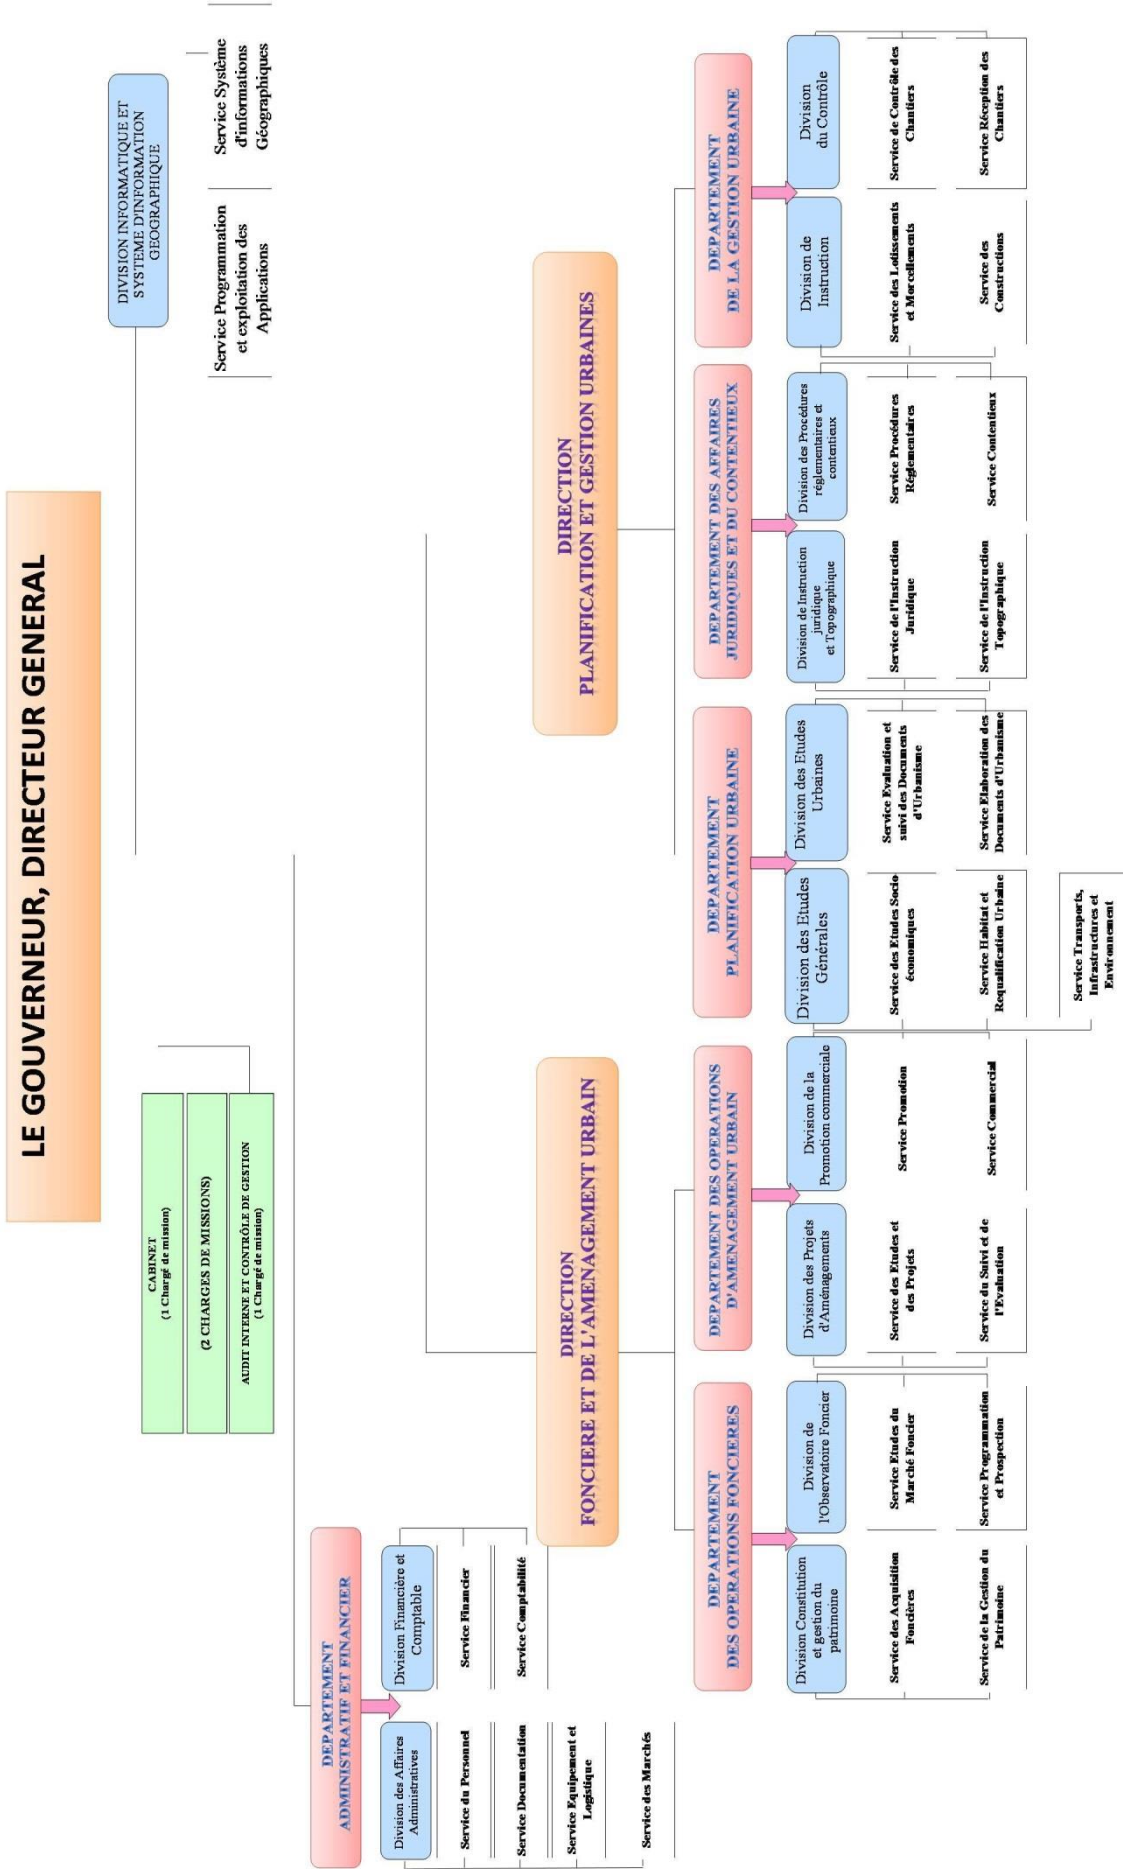 LE GOUVERNEUR, DIRECTEUR GENERAL
CABINET
(1 Chargé de mission)
(2 CHARGES DE MISSIONS)
AUDIT INTERNE ET CONTRÔLE DE GESTION
(1 Chargé de mission)
DIVISION INFORMATIQUE ET
SYSTEME D'INFORMATION
GEOGRAPHIQUE
Service Programmation
et exploitation des
Applications
Service Système
d'informations
Géographiques
DEPARTEMENT
ADMINISTRATIF ET FINANCIER
Division des Affaires
Administratives
Service du Personnel
Service Documentation
Service Equipement et
Logistique
Service des Marchés
Division Financière et
Comptable
Service Financier
Service Comptabilité
DIRECTION
FONCIERE ET DE L'AMENAGEMENT URBAIN
DEPARTEMENT
DES OPERATIONS FONCIERES
Division Constitution
et gestion du
patrimoine
Service des Acquisition
Foncières
Service de la Gestion du
Patrimoine
Division de
l'Observatoire Foncier
Service Etudes du
Marché Foncier
Service Programmation
et Prospection
DEPARTEMENT DES OPERATIONS
D'AMENAGEMENT URBAIN
Division des Projets
d'Aménagements
Service des Etudes et
des Projets
Service du Suivi et de
l'Evaluation
Division de la
Promotion commerciale
Service Promotion
Service Commercial
DIRECTION
PLANIFICATION ET GESTION URBAINES
DEPARTEMENT
PLANIFICATION URBAINE
Division des Etudes
Générales
Service des Etudes Socio-
économiques
Service Habitat et
Requalification Urbaine
Service Transports,
Infrastructures et
Environnement
Division des Etudes
Urbaines
Service Evaluation et
suivi des Documents
d'Urbanisme
Service Elaboration des
Documents d'Urbanisme
DEPARTEMENT DES AFFAIRES
JURIDIQUES ET DU CONTENTIEUX
Division de Instruction
juridique
et Topographique
Service de l'Instruction
Juridique
Service de l'Instruction
Topographique
Division des Procédures
réglementaires et
contentieux
Service Procédures
Réglementaires
Service Contentieux
DEPARTEMENT
DE LA GESTION URBAINE
Division de
Instruction
Service des Lotissements
et Morcellements
Service des
Constructions
Division
du Contrôle
Service de Contrôle des
Chantiers
Service Réception des
Chantiers